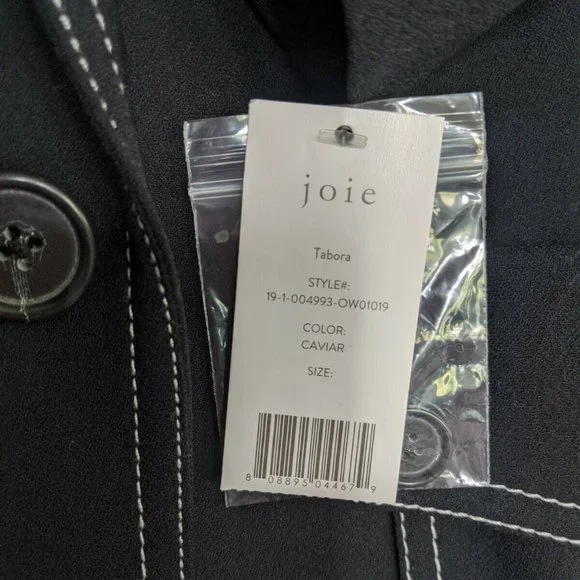 joie
Tabora
STYLE#:
19-1-004993-OW01019
COLOR:
CAVIAR
SIZE:
8 08895 04467 9